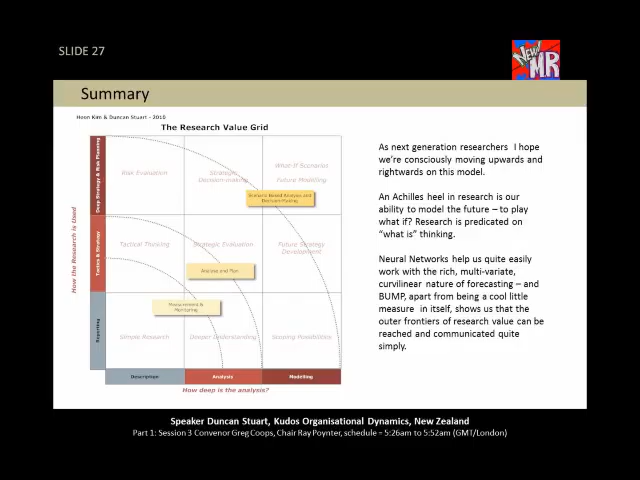 SLIDE 27
New!
MR
Summary
Hoon Kim & Duncan Stuart - 2010
The Research Value Grid
How the Research is Used
Deep Strategy & Risk Planning
Tactics & Strategy
Reporting
Risk Evaluation
Strategic
Decision-making
What-If Scenarios
Future Modelling
Scenario Based Analysis and
Decision-Making
Tactical Thinking
Strategic Evaluation
Future Strategy
Development
Analyse and Plan
Measurement &
Monitoring
Simple Research
Deeper Understanding
Seeing Possibilities
Description
Analysis
Modelling
How deep is the analysis?
As next generation researchers I hope
we're consciously moving upwards and
rightwards on this model.
An Achilles heel in research is our
ability to model the future – to play
what if? Research is predicated on
"what is" thinking.
Neural Networks help us quite easily
work with the rich, multi-variate,
curvilinear nature of forecasting – and
BUMP, apart from being a cool little
measure in itself, shows us that the
outer frontiers of research value can be
reached and communicated quite
simply.
Speaker Duncan Stuart, Kudos Organisational Dynamics, New Zealand
Part 1: Session 3 Convenor Greg Coops, Chair Ray Poynter, schedule = 5:26am to 5:52am (GMT/London)